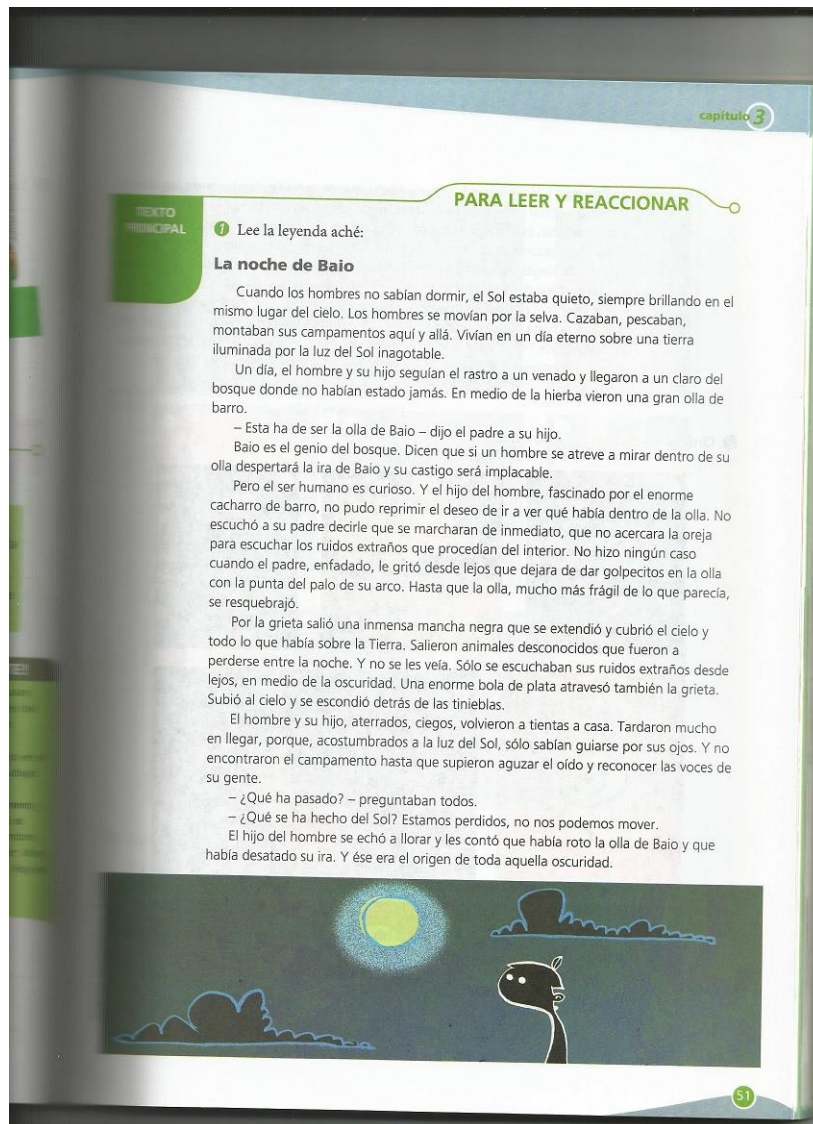 capítulo 3
PARA LEER Y REACCIONAR
TEXTO
PRINCIPAL
1 Lee la leyenda aché:
La noche de Baio
Cuando los hombres no sabían dormir, el Sol estaba quieto, siempre brillando en el
mismo lugar del cielo. Los hombres se movían por la selva. Cazaban, pescaban,
montaban sus campamentos aquí y allá. Vivían en un día eterno sobre una tierra
iluminada por la luz del Sol inagotable.
Un día, el hombre y su hijo seguían el rastro a un venado y llegaron a un claro del
bosque donde no habían estado jamás. En medio de la hierba vieron una gran olla de
barro.
– Esta ha de ser la olla de Baio – dijo el padre a su hijo.
Baio es el genio del bosque. Dicen que si un hombre se atreve a mirar dentro de su
olla despertará la ira de Baio y su castigo será implacable.
Pero el ser humano es curioso. Y el hijo del hombre, fascinado por el enorme
cacharro de barro, no pudo reprimir el deseo de ir a ver qué había dentro de la olla. No
escuchó a su padre decirle que se marcharan de inmediato, que no acercara la oreja
para escuchar los ruidos extraños que procedían del interior. No hizo ningún caso
cuando el padre, enfadado, le gritó desde lejos que dejara de dar golpecitos en la olla
con la punta del palo de su arco. Hasta que la olla, mucho más frágil de lo que parecía,
se resquebrajó.
Por la grieta salió una inmensa mancha negra que se extendió y cubrió el cielo y
todo lo que había sobre la Tierra. Salieron animales desconocidos que fueron a
perderse entre la noche. Y no se les veía. Sólo se escuchaban sus ruidos extraños desde
lejos, en medio de la oscuridad. Una enorme bola de plata atravesó también la grieta.
Subió al cielo y se escondió detrás de las tinieblas.
El hombre y su hijo, aterrados, ciegos, volvieron a tientas a casa. Tardaron mucho
en llegar, porque, acostumbrados a la luz del Sol, sólo sabían guiarse por sus ojos. Y no
encontraron el campamento hasta que supieron aguzar el oído y reconocer las voces de
su gente.
– ¿Qué ha pasado? – preguntaban todos.
– ¿Qué se ha hecho del Sol? Estamos perdidos, no nos podemos mover.
El hijo del hombre se echó a llorar y les contó que había roto la olla de Baio y que
había desatado su ira. Y ése era el origen de toda aquella oscuridad.
51